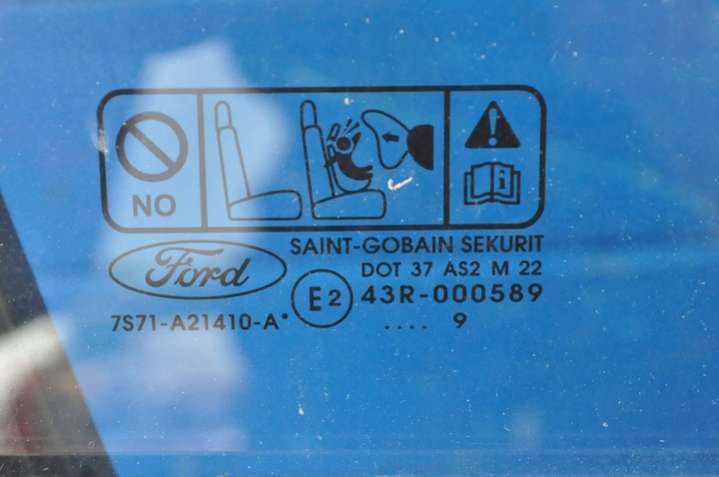 NO
i
Ford
SAINT-GOBAIN SEKURIT
DOT 37 AS2 M 22
E2
43R-000589
7S71-A21410-A*
.... 9